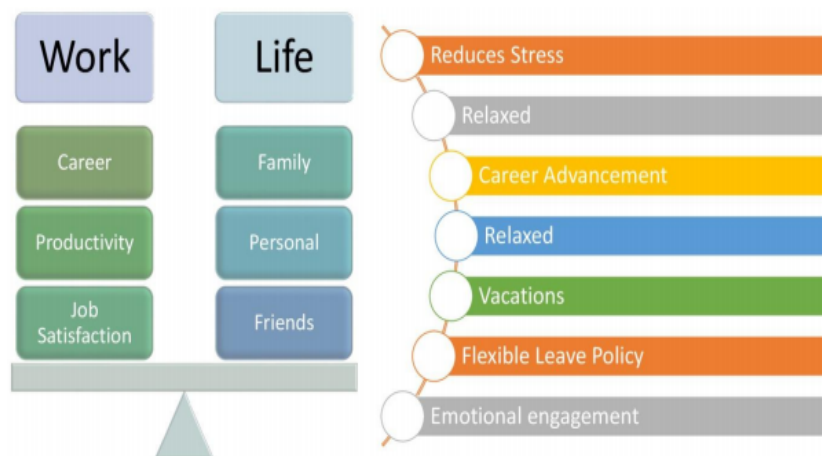 Work
Life
Career
Family
Productivity
Personal
Job
Satisfaction
Friends
Reduces Stress
Relaxed
Career Advancement
Relaxed
Vacations
Flexible Leave Policy
Emotional engagement